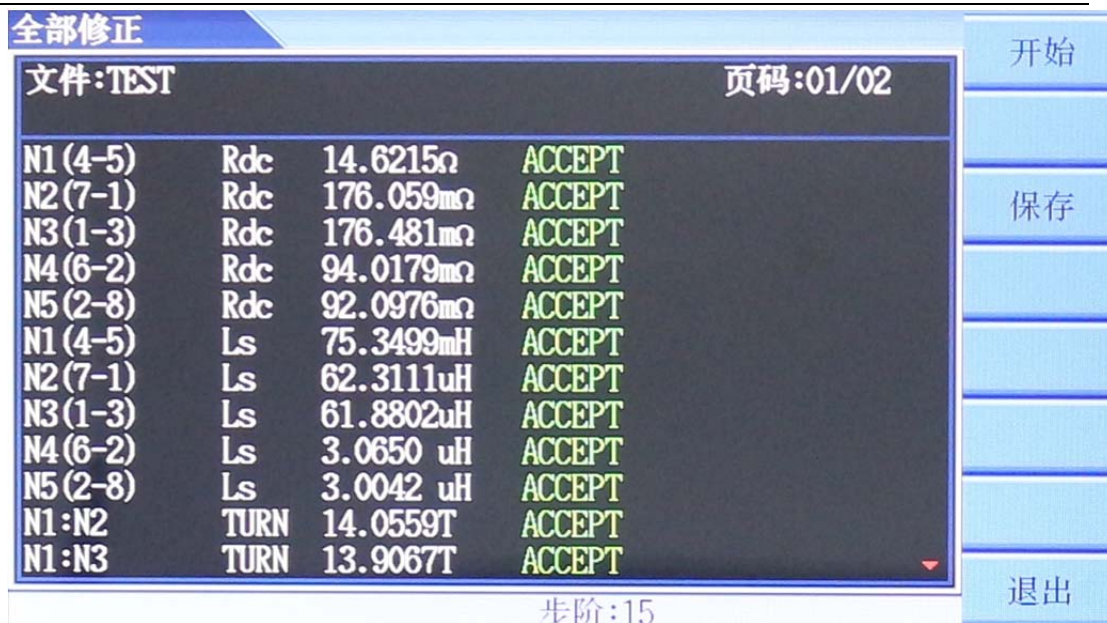 全部修正
文件:TEST 页码:01/02
N1(4-5) Rdc 14.6215Ω ACCEPT
N2(7-1) Rdc 176.059mΩ ACCEPT
N3(1-3) Rdc 176.481mΩ ACCEPT
N4(6-2) Rdc 94.0179mΩ ACCEPT
N5(2-8) Rdc 92.0976mΩ ACCEPT
N1(4-5) Ls 75.3499mH ACCEPT
N2(7-1) Ls 62.3111uH ACCEPT
N3(1-3) Ls 61.8802uH ACCEPT
N4(6-2) Ls 3.0650 uH ACCEPT
N5(2-8) Ls 3.0042 uH ACCEPT
N1:N2 TURN 14.0559T ACCEPT
N1:N3 TURN 13.9067T ACCEPT
步阶:15
开始
保存
退出